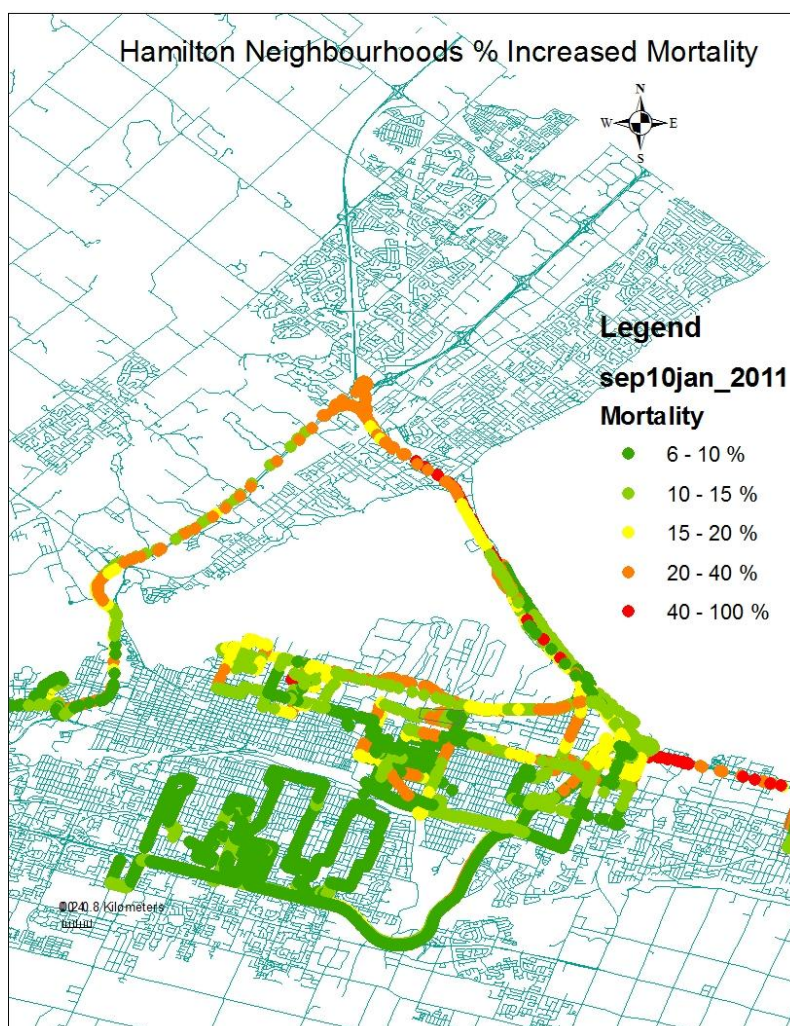 Hamilton Neighbourhoods % Increased Mortality
N
W E
S
Legend
sep10jan_2011
Mortality
6 - 10 %
10 - 15 %
15 - 20 %
20 - 40 %
40 - 100 %
Kilometers